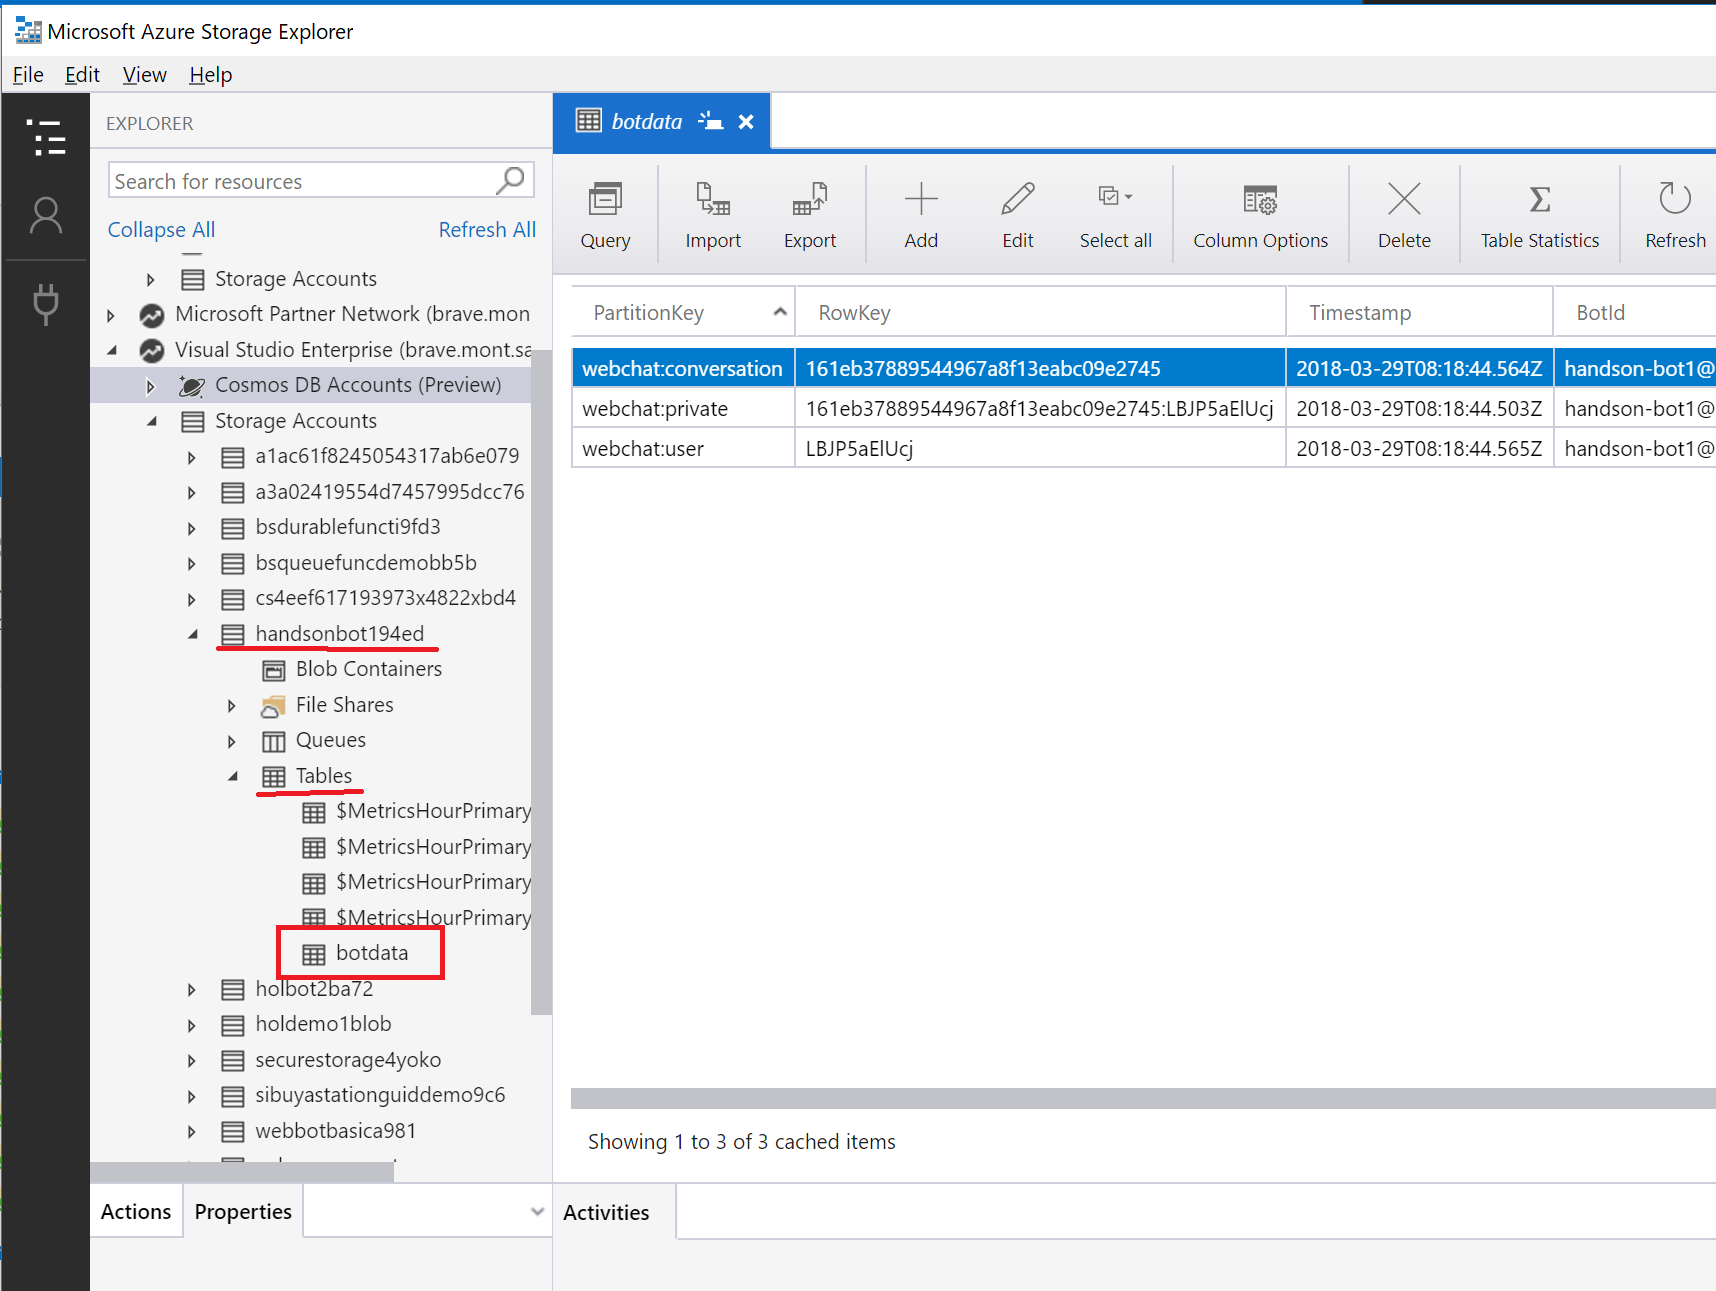 Microsoft Azure Storage Explorer
File Edit View Help
EXPLORER
Search for resources
Collapse All Refresh All
Storage Accounts
Microsoft Partner Network (brave.mon
Visual Studio Enterprise (brave.mont.sa
Cosmos DB Accounts (Preview)
Storage Accounts
a1ac61f8245054317ab6e079
a3a02419554d7457995dcc76
bsdurablefuncti9fd3
bsqueuefuncdemobb5b
cs4eef617193973x4822xbd4
handsonbot194ed
Blob Containers
File Shares
Queues
Tables
$MetricsHourPrimary
$MetricsHourPrimary
$MetricsHourPrimary
$MetricsHourPrimary
botdata
holbot2ba72
holdemo1blob
securestorage4yoko
sibuyastationguiddemo9c6
webbotbasica981
Actions Properties
botdata
Query Import Export Add Edit Select all Column Options Delete Table Statistics Refresh
PartitionKey RowKey Timestamp BotId
webchat:conversation 161eb37889544967a8f13eabc09e2745 2018-03-29T08:18:44.564Z handson-bot1@
webchat:private 161eb37889544967a8f13eabc09e2745:LBJP5aElUcj 2018-03-29T08:18:44.503Z handson-bot1@
webchat:user LBJP5aElUcj 2018-03-29T08:18:44.565Z handson-bot1@
Showing 1 to 3 of 3 cached items
Activities